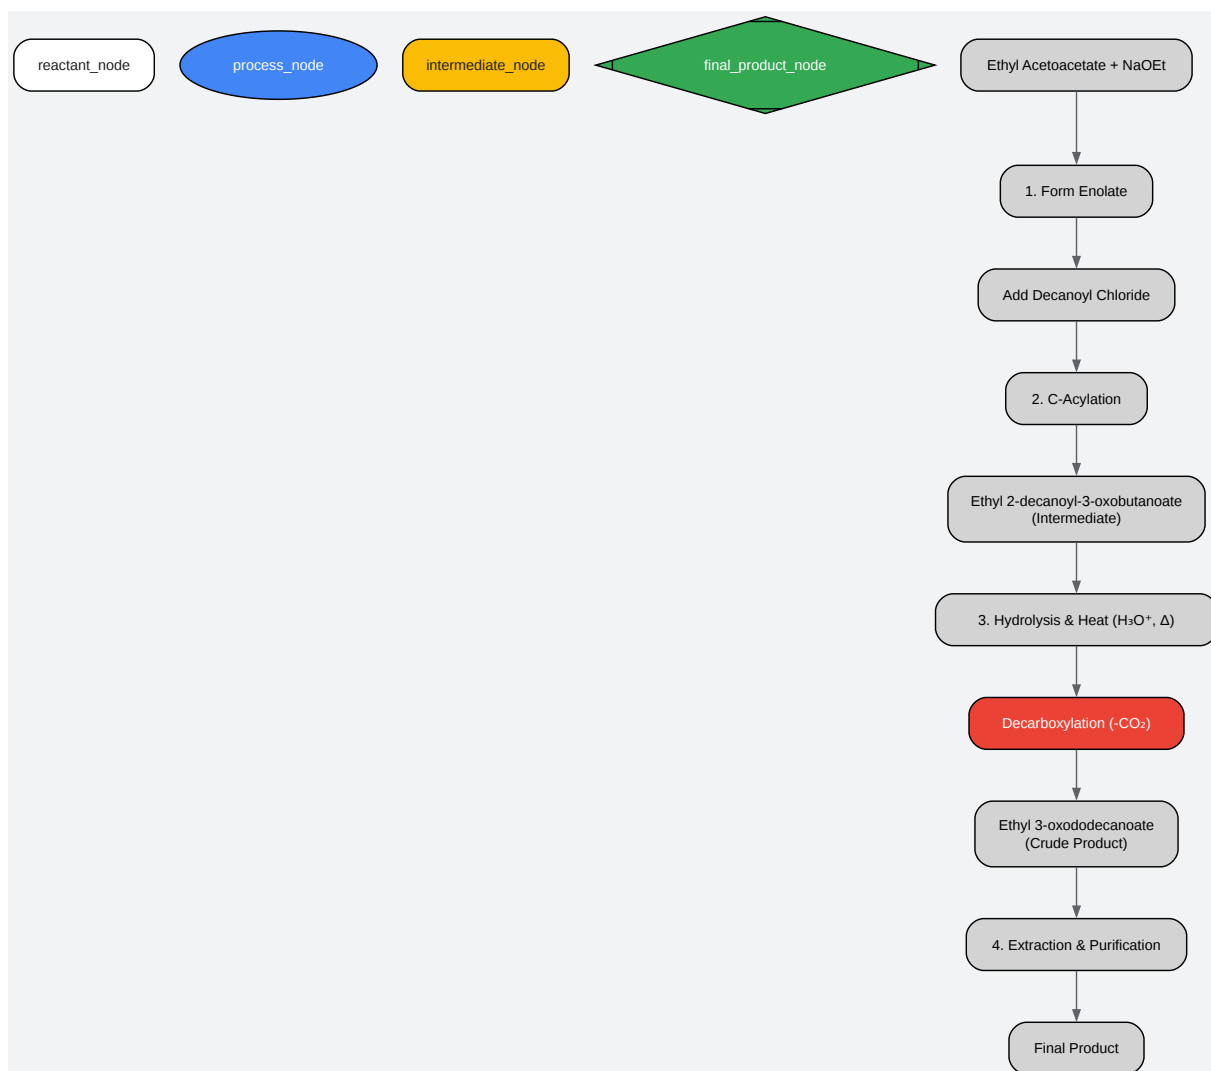 reactant_node
process_node
intermediate_node
final_product_node
Ethyl Acetoacetate + NaOEt
1. Form Enolate
Add Decanoyl Chloride
2. C-Acylation
Ethyl 2-decanoyl-3-oxobutanoate
(Intermediate)
3. Hydrolysis & Heat (H₃O⁺, Δ)
Decarboxylation (-CO₂)
Ethyl 3-oxododecanoate
(Crude Product)
4. Extraction & Purification
Final Product